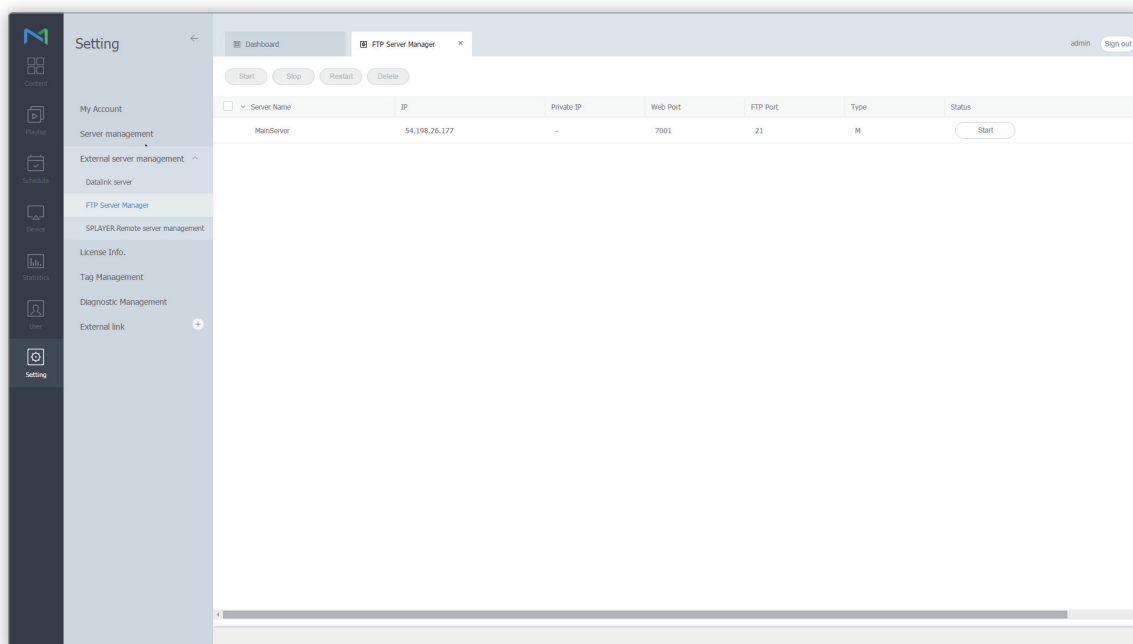 Setting
Content
Playlist
Schedule
Device
Statistics
User
Setting
My Account
Server management
External server management
Datalink server
FTP Server Manager
SPLAYER Remote server management
License Info.
Tag Management
Diagnostic Management
External link
Dashboard
FTP Server Manager
admin Sign out
Start Stop Restart Delete
Server Name IP Private IP Web Port FTP Port Type Status
MainServer 54.198.26.177 - 7001 21 M Start